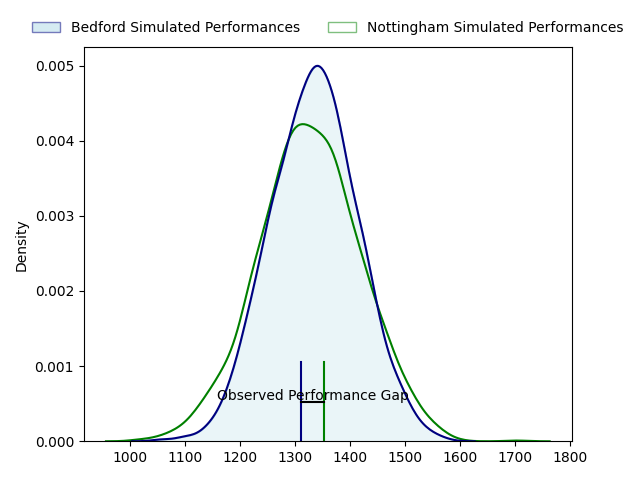 Bedford Simulated Performances
Nottingham Simulated Performances
Density
0.005
0.004
0.003
0.002
0.001
0.000
Observed Performance Gap
1000 1100 1200 1300 1400 1500 1600 1700 1800